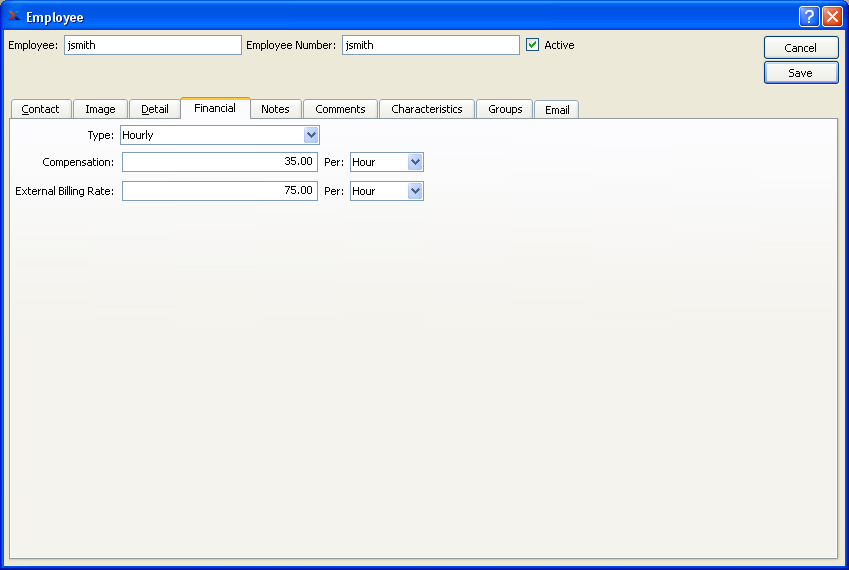 Employee
Employee: jsmith Employee Number: jsmith Active
Cancel
Save
Contact Image Detail Financial Notes Comments Characteristics Groups Email
Type: Hourly
Compensation: 35.00 Per: Hour
External Billing Rate: 75.00 Per: Hour